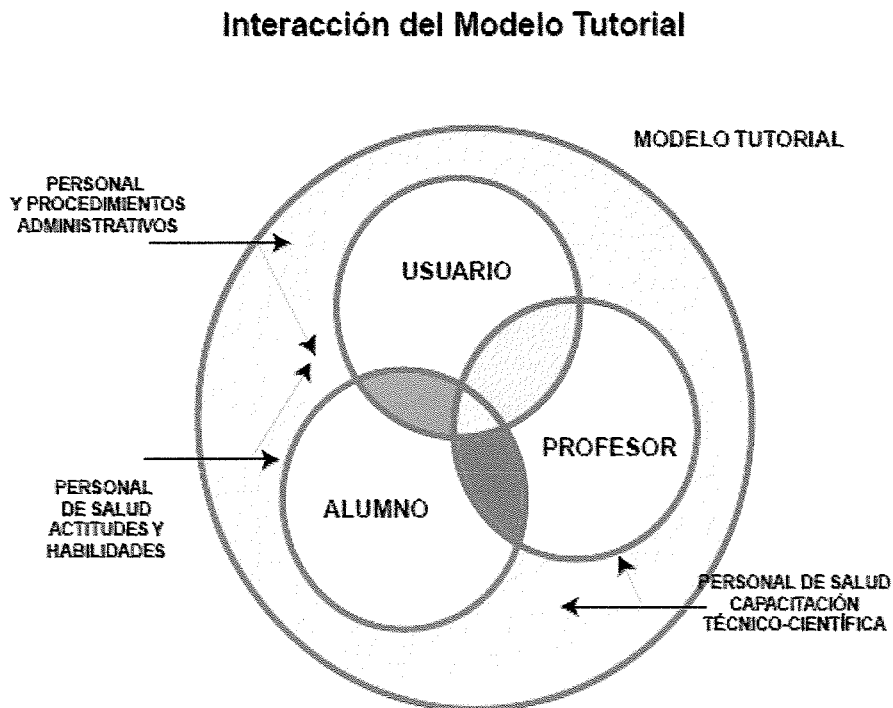 Interacción del Modelo Tutorial
MODELO TUTORIAL
PERSONAL
Y PROCEDIMIENTOS
ADMINISTRATIVOS
USUARIO
PROFESOR
ALUMNO
PERSONAL
DE SALUD
ACTITUDES Y
HABILIDADES
PERSONAL DE SALUD
CAPACITACIÓN
TÉCNICO-CIENTÍFICA